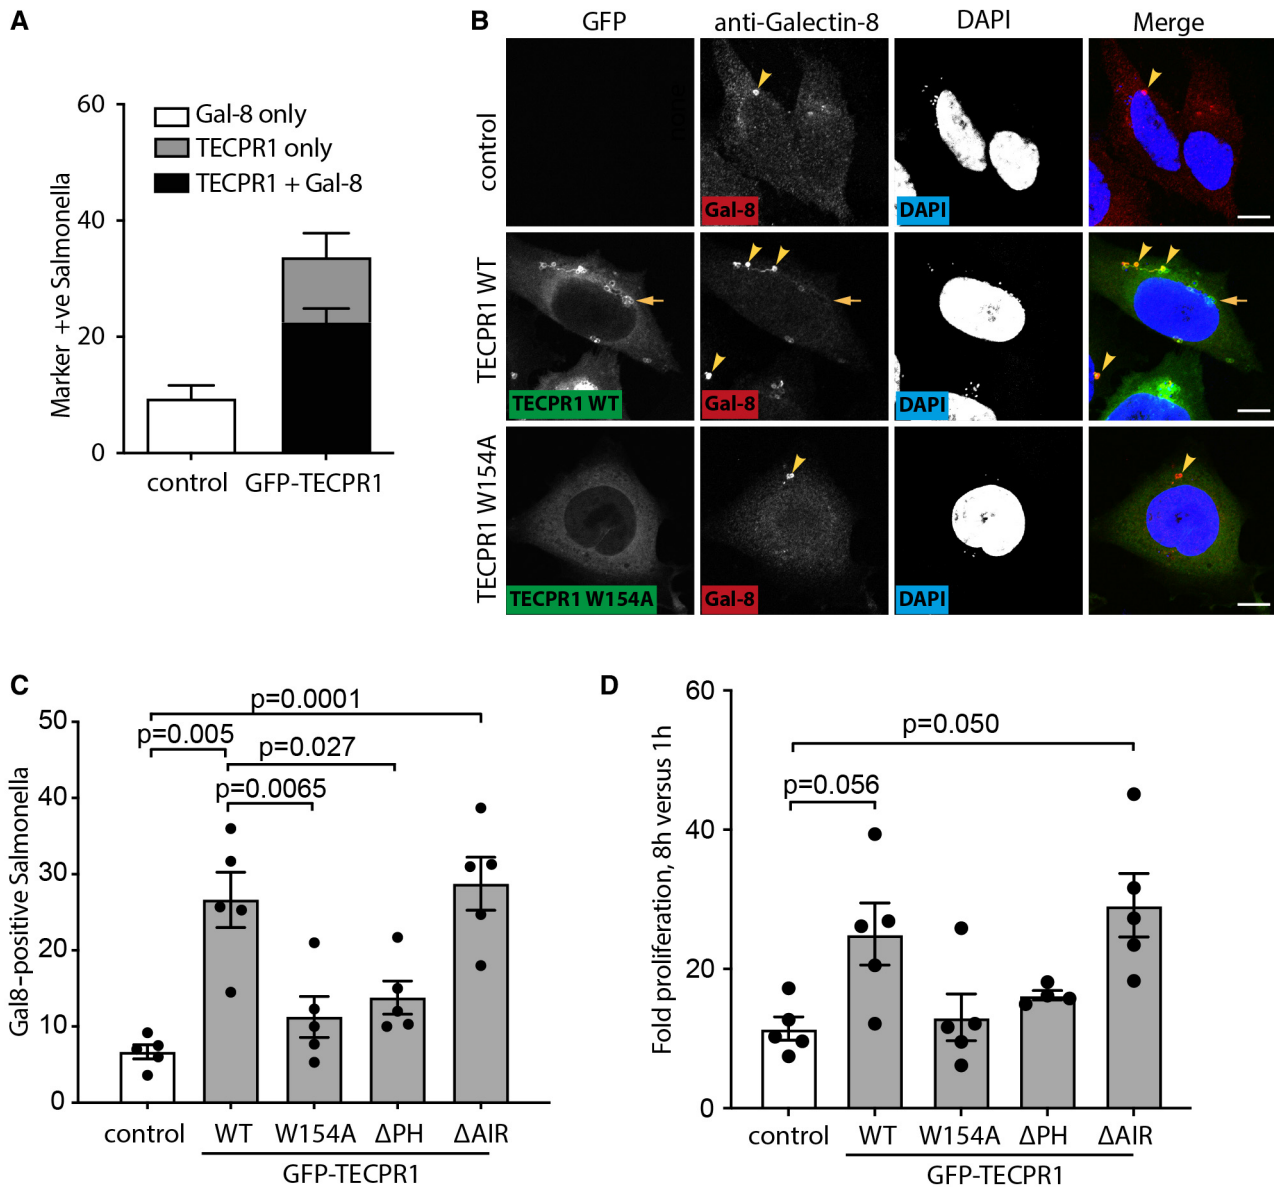 A
Marker +ve Salmonella
60
40
20
0
Gal-8 only
TECPR1 only
TECPR1 + Gal-8
control GFP-TECPR1
B
GFP anti-Galectin-8 DAPI Merge
control
Gal-8 DAPI
TECPR1 WT
TECPR1 WT Gal-8 DAPI
TECPR1 W154A
TECPR1 W154A Gal-8 DAPI
C
Gal8-positive Salmonella
50
40
30
20
10
0
p=0.0001
p=0.005
p=0.027
p=0.0065
control WT W154A ΔPH ΔAIR
GFP-TECPR1
D
Fold proliferation, 8h versus 1h
60
40
20
0
p=0.050
p=0.056
control WT W154A ΔPH ΔAIR
GFP-TECPR1